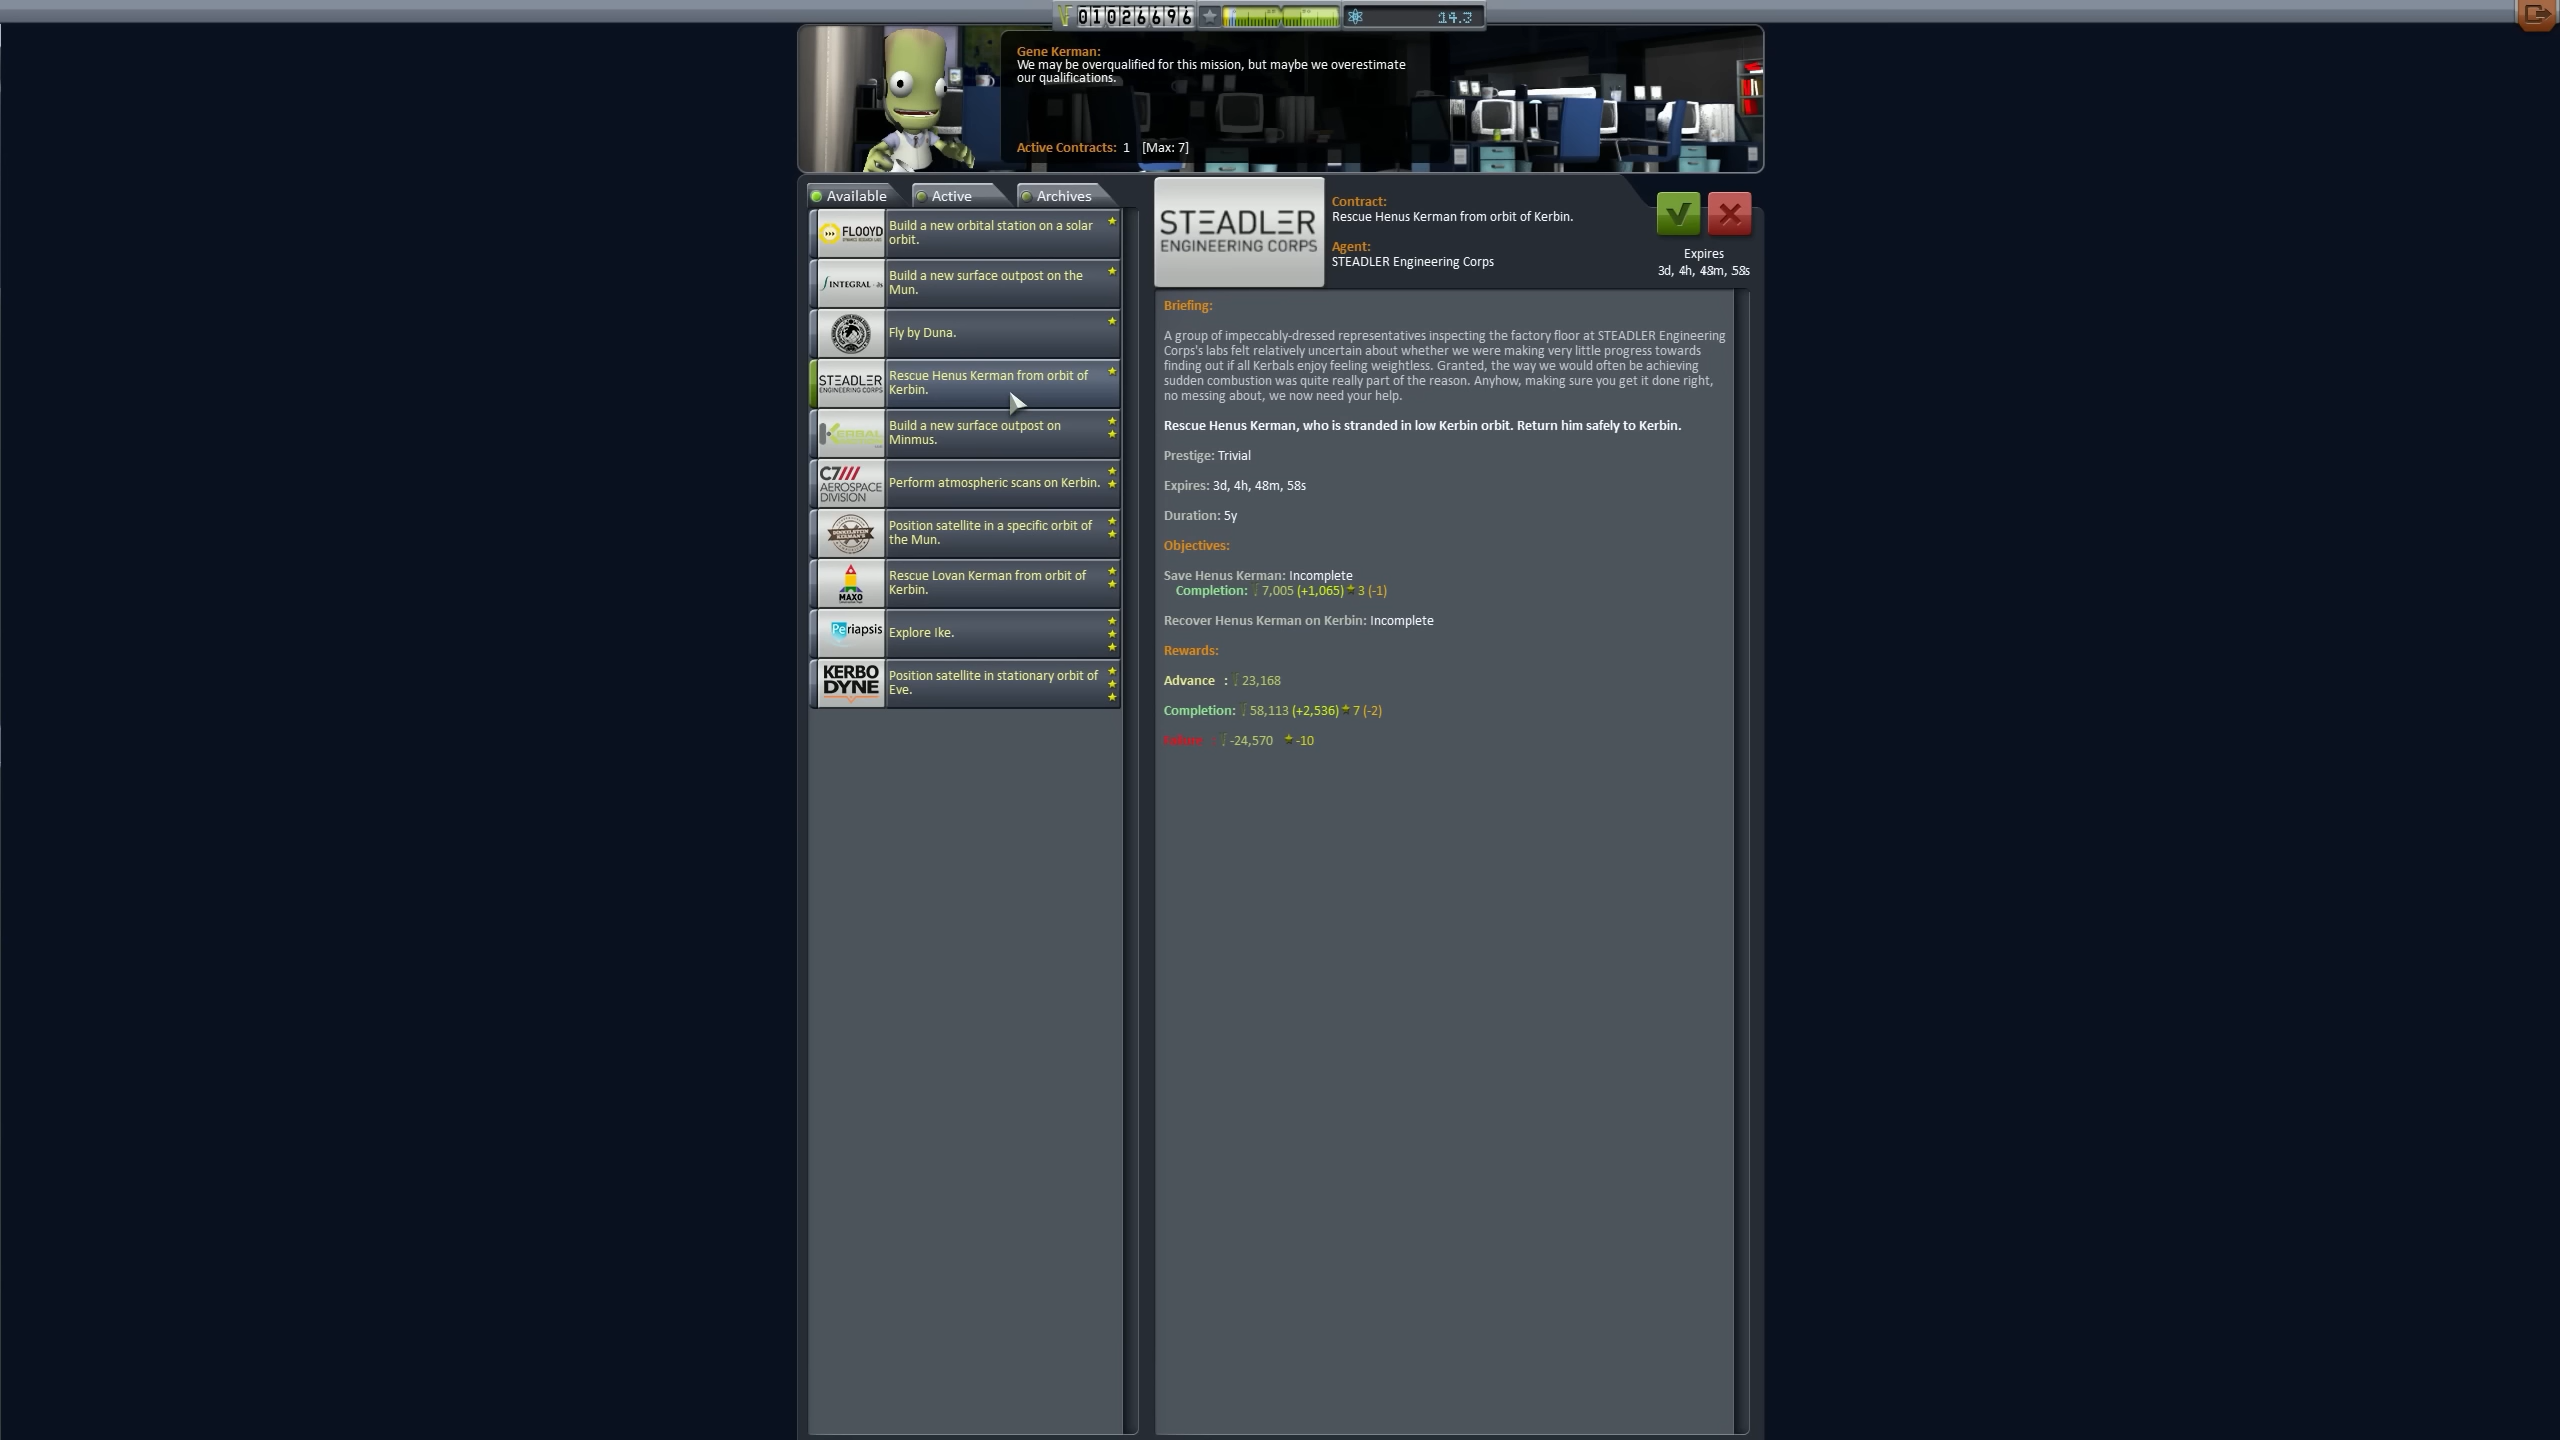 01026696
14.3
Gene Kerman:
We may be overqualified for this mission, but maybe we overestimate
our qualifications.
Active Contracts: 1 [Max: 7]
Available
Active
Archives
FLOOYD
Build a new orbital station on a solar
orbit.
INTEGRAL
Build a new surface outpost on the
Mun.
Fly by Duna.
STEADLER
ENGINEERING CORPS
Rescue Henus Kerman from orbit of
Kerbin.
KERBAL
Build a new surface outpost on
Minmus.
C7///
AEROSPACE
DIVISION
Perform atmospheric scans on Kerbin.
Position satellite in a specific orbit of
the Mun.
MAXO
Rescue Lovan Kerman from orbit of
Kerbin.
Periapsis
Explore Ike.
KERBO
DYNE
Position satellite in stationary orbit of
Eve.
STEADLER
ENGINEERING CORPS
Contract:
Rescue Henus Kerman from orbit of Kerbin.
Agent:
STEADLER Engineering Corps
Expires
3d, 4h, 48m, 58s
Briefing:
A group of impeccably-dressed representatives inspecting the factory floor at STEADLER Engineering
Corps's labs felt relatively uncertain about whether we were making very little progress towards
finding out if all Kerbals enjoy feeling weightless. Granted, the way we would often be achieving
sudden combustion was quite really part of the reason. Anyhow, making sure you get it done right,
no messing about, we now need your help.
Rescue Henus Kerman, who is stranded in low Kerbin orbit. Return him safely to Kerbin.
Prestige: Trivial
Expires: 3d, 4h, 48m, 58s
Duration: 5y
Objectives:
Save Henus Kerman: Incomplete
Completion: 7,005 (+1,065) 3 (-1)
Recover Henus Kerman on Kerbin: Incomplete
Rewards:
Advance : 23,168
Completion: 58,113 (+2,536) 7 (-2)
Failure : -24,570 -10